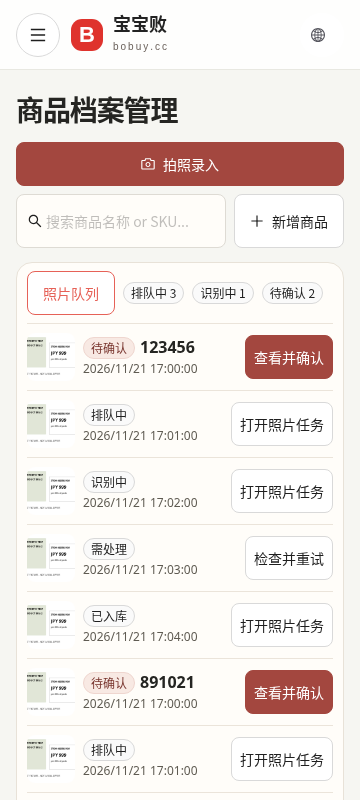 B 宝宝败
bobuy.cc
商品档案管理
拍照录入
搜索商品名称 or SKU...
新增商品
照片队列 排队中 3 识别中 1 待确认 2
待确认 123456 查看并确认
2026/11/21 17:00:00
排队中 打开照片任务
2026/11/21 17:01:00
识别中 打开照片任务
2026/11/21 17:02:00
需处理 检查并重试
2026/11/21 17:03:00
已入库 打开照片任务
2026/11/21 17:04:00
待确认 891021 查看并确认
2026/11/21 17:00:00
排队中 打开照片任务
2026/11/21 17:01:00